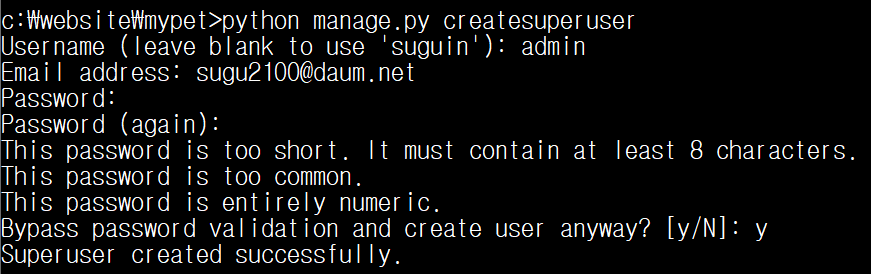 c:₩website₩mypet>python manage.py createsuperuser
Username (leave blank to use 'suguin'): admin
Email address: sugu2100@daum.net
Password:
Password (again):
This password is too short. It must contain at least 8 characters.
This password is too common.
This password is entirely numeric.
Bypass password validation and create user anyway? [y/N]: y
Superuser created successfully.